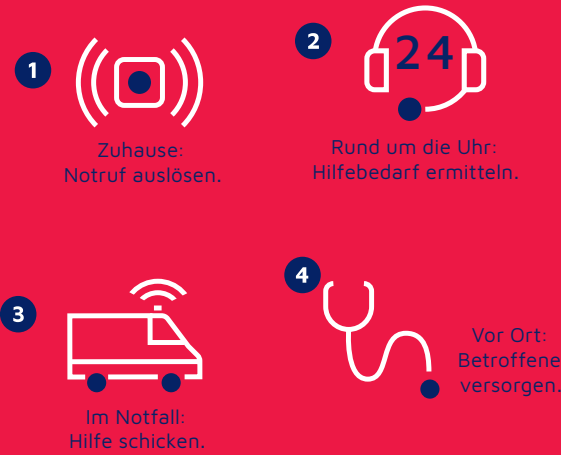 1
Zuhause:
Notruf auslösen.
2
24
Rund um die Uhr:
Hilfebedarf ermitteln.
3
Im Notfall:
Hilfe schicken.
4
Vor Ort:
Betroffene
versorgen.